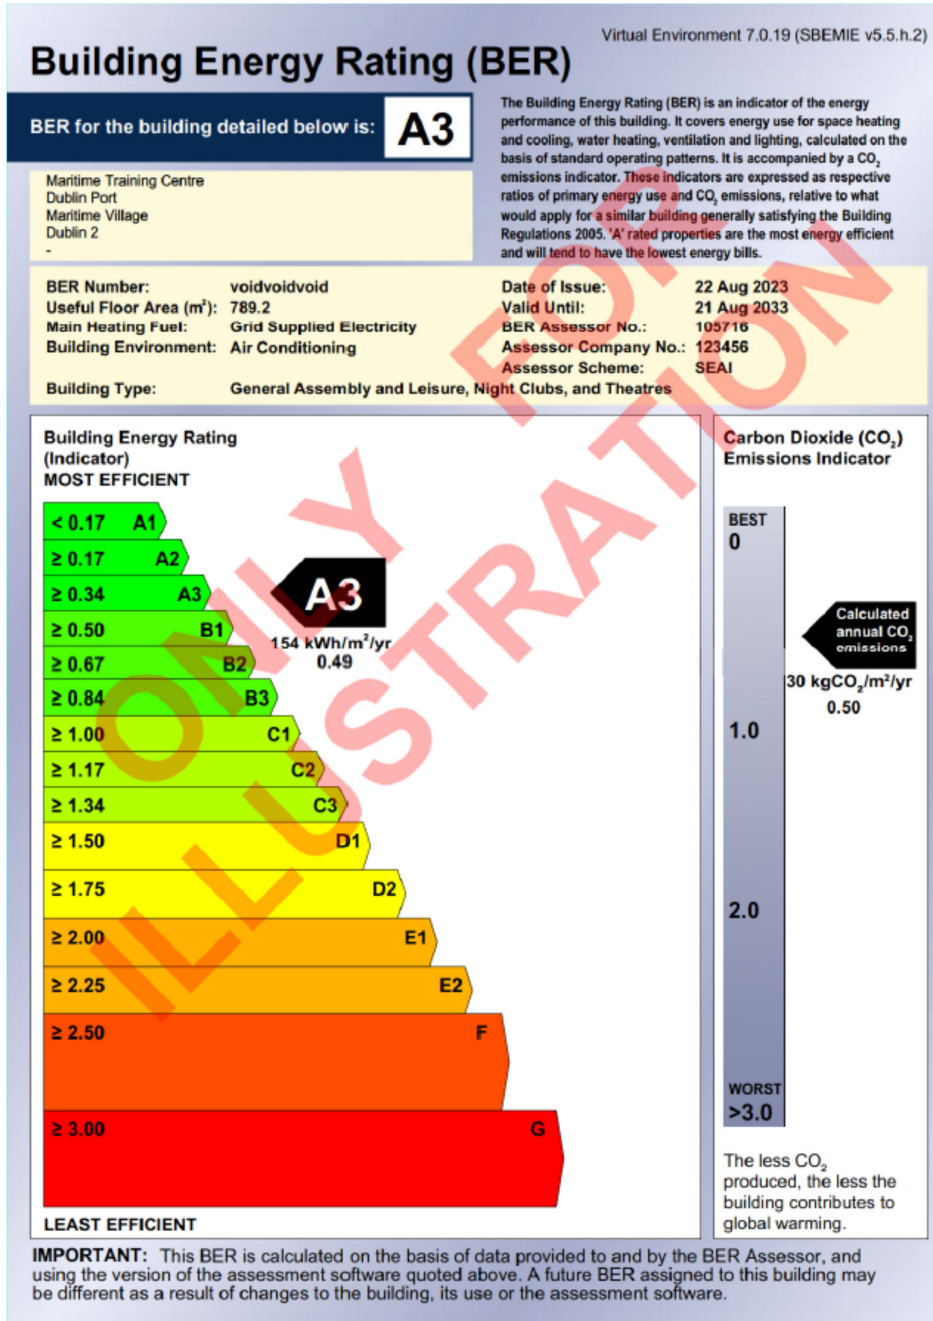 Virtual Environment 7.0.19 (SBEMIE v5.5.h.2)
Building Energy Rating (BER)
BER for the building detailed below is:
A3
The Building Energy Rating (BER) is an indicator of the energy
performance of this building. It covers energy use for space heating
and cooling, water heating, ventilation and lighting, calculated on the
basis of standard operating patterns. It is accompanied by a CO₂
emissions indicator. These indicators are expressed as respective
ratios of primary energy use and CO₂ emissions, relative to what
would apply for a similar building generally satisfying the Building
Regulations 2005. 'A' rated properties are the most energy efficient
and will tend to have the lowest energy bills.
Maritime Training Centre
Dublin Port
Maritime Village
Dublin 2
-
BER Number: voidvoidvoid
Useful Floor Area (m²): 789.2
Main Heating Fuel: Grid Supplied Electricity
Building Environment: Air Conditioning
Date of Issue: 22 Aug 2023
Valid Until: 21 Aug 2033
BER Assessor No.: 105716
Assessor Company No.: 123456
Assessor Scheme: SEAI
Building Type: General Assembly and Leisure, Night Clubs, and Theatres
ONLY FOR
ILLUSTRATION
Building Energy Rating
(Indicator)
MOST EFFICIENT
< 0.17 A1
≥ 0.17 A2
≥ 0.34 A3
≥ 0.50 B1
≥ 0.67 B2
≥ 0.84 B3
≥ 1.00 C1
≥ 1.17 C2
≥ 1.34 C3
≥ 1.50 D1
≥ 1.75 D2
≥ 2.00 E1
≥ 2.25 E2
≥ 2.50 F
≥ 3.00 G
LEAST EFFICIENT
A3
154 kWh/m²/yr
0.49
Carbon Dioxide (CO₂)
Emissions Indicator
BEST
0
1.0
2.0
WORST
>3.0
Calculated
annual CO₂
emissions
30 kgCO₂/m²/yr
0.50
The less CO₂
produced, the less the
building contributes to
global warming.
IMPORTANT: This BER is calculated on the basis of data provided to and by the BER Assessor, and
using the version of the assessment software quoted above. A future BER assigned to this building may
be different as a result of changes to the building, its use or the assessment software.